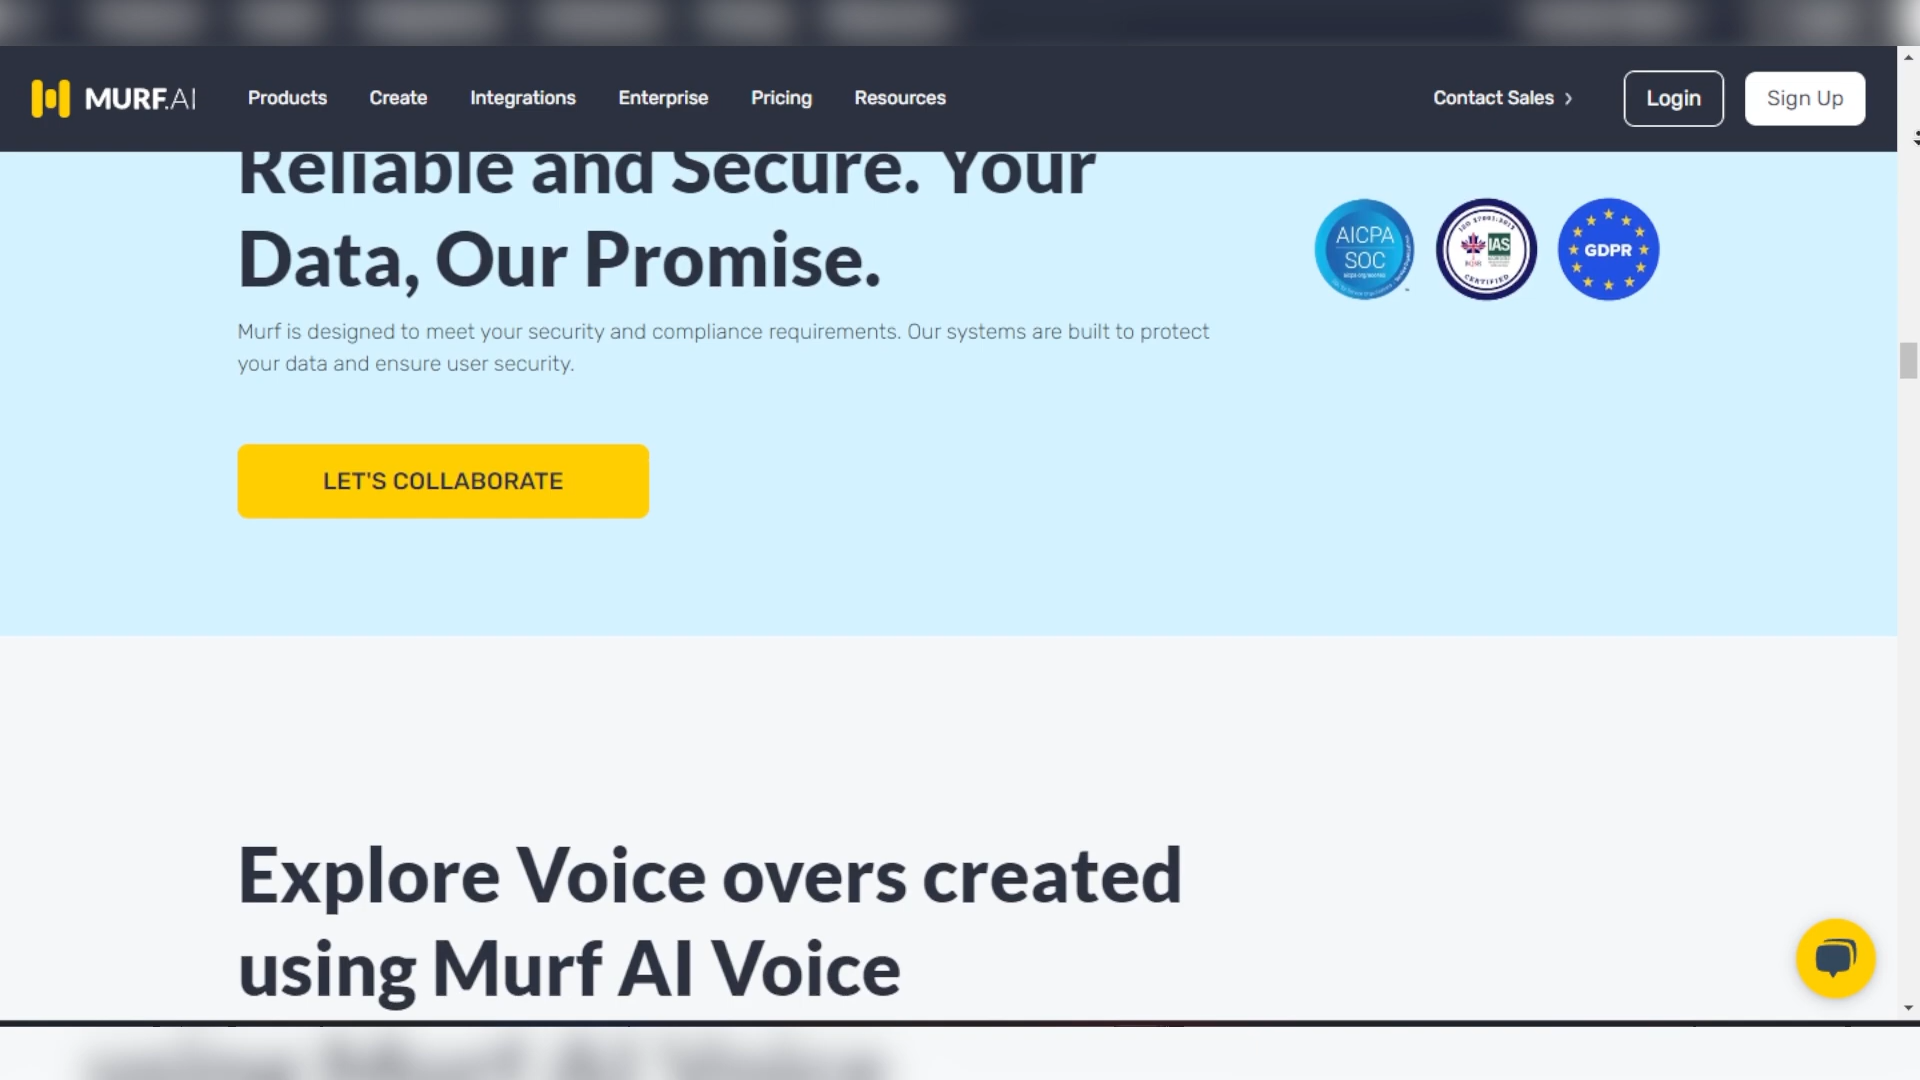 MURF.AI Products Create Integrations Enterprise Pricing Resources Contact Sales Login Sign Up
Reliable and Secure. Your
Data, Our Promise.
AICPA
SOC
IAS
CERTIFIED
GDPR
Murf is designed to meet your security and compliance requirements. Our systems are built to protect
your data and ensure user security.
LET'S COLLABORATE
Explore Voice overs created
using Murf AI Voice